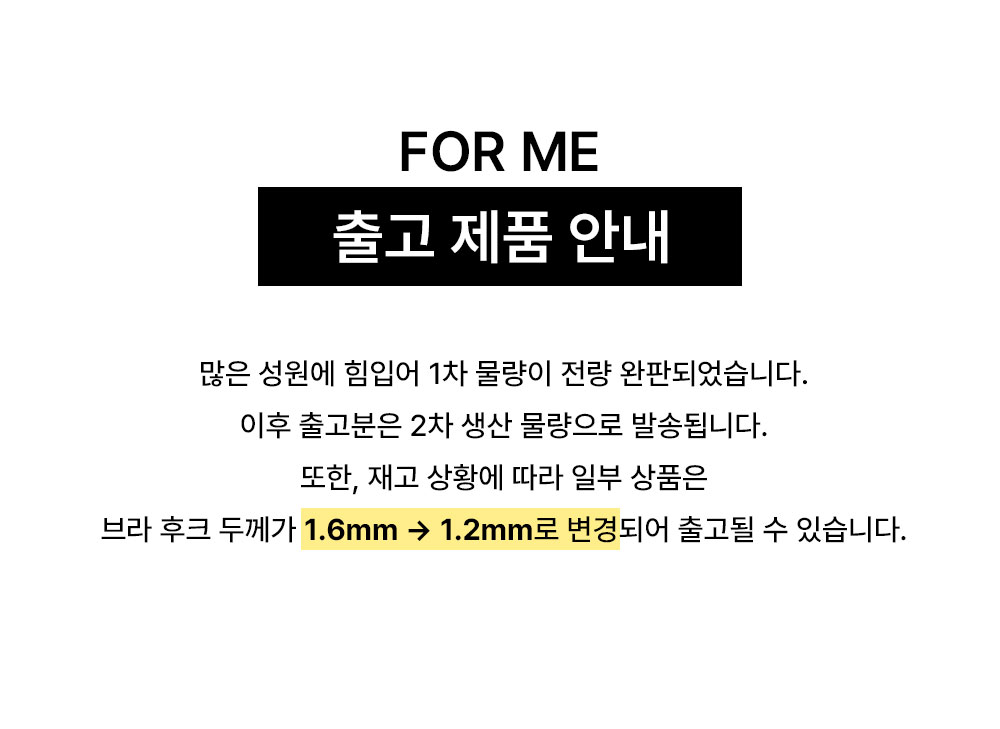 FOR ME
출고 제품 안내
많은 성원에 힘입어 1차 물량이 전량 완판되었습니다.
이후 출고분은 2차 생산 물량으로 발송됩니다.
또한, 재고 상황에 따라 일부 상품은
브라 후크 두께가 1.6mm → 1.2mm로 변경되어 출고될 수 있습니다.